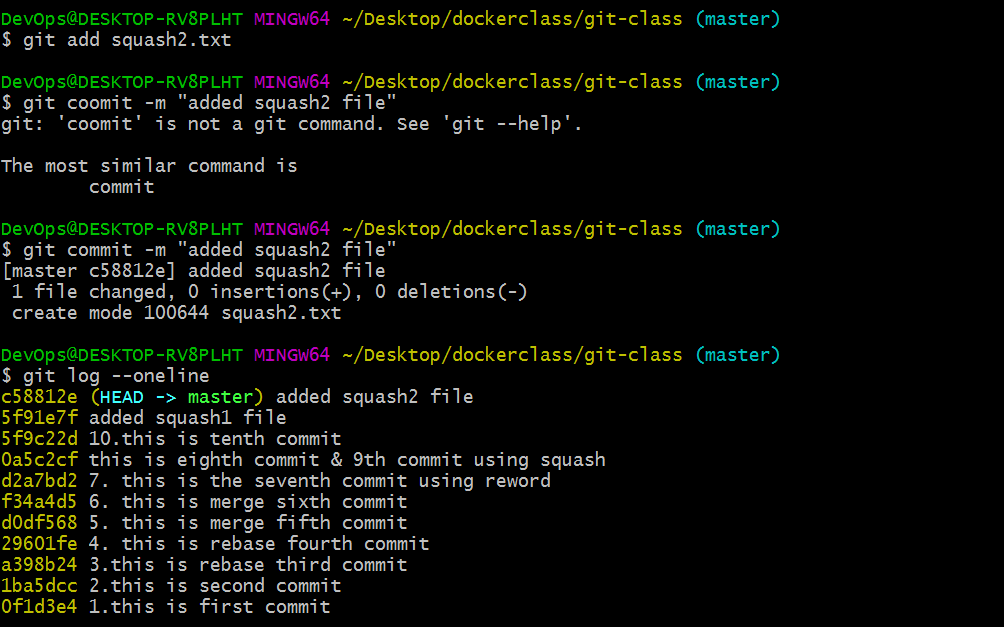 DevOps@DESKTOP-RV8PLHT MINGW64 ~/Desktop/dockerclass/git-class (master)
$ git add squash2.txt
DevOps@DESKTOP-RV8PLHT MINGW64 ~/Desktop/dockerclass/git-class (master)
$ git coomit -m "added squash2 file"
git: 'coomit' is not a git command. See 'git --help'.
The most similar command is
commit
DevOps@DESKTOP-RV8PLHT MINGW64 ~/Desktop/dockerclass/git-class (master)
$ git commit -m "added squash2 file"
[master c58812e] added squash2 file
1 file changed, 0 insertions(+), 0 deletions(-)
create mode 100644 squash2.txt
DevOps@DESKTOP-RV8PLHT MINGW64 ~/Desktop/dockerclass/git-class (master)
$ git log --oneline
c58812e (HEAD -> master) added squash2 file
5f91e7f added squash1 file
5f9c22d 10.this is tenth commit
0a5c2cf this is eighth commit & 9th commit using squash
d2a7bd2 7. this is the seventh commit using reword
f34a4d5 6. this is merge sixth commit
d0df568 5. this is merge fifth commit
29601fe 4. this is rebase fourth commit
a398b24 3.this is rebase third commit
1ba5dcc 2.this is second commit
0f1d3e4 1.this is first commit